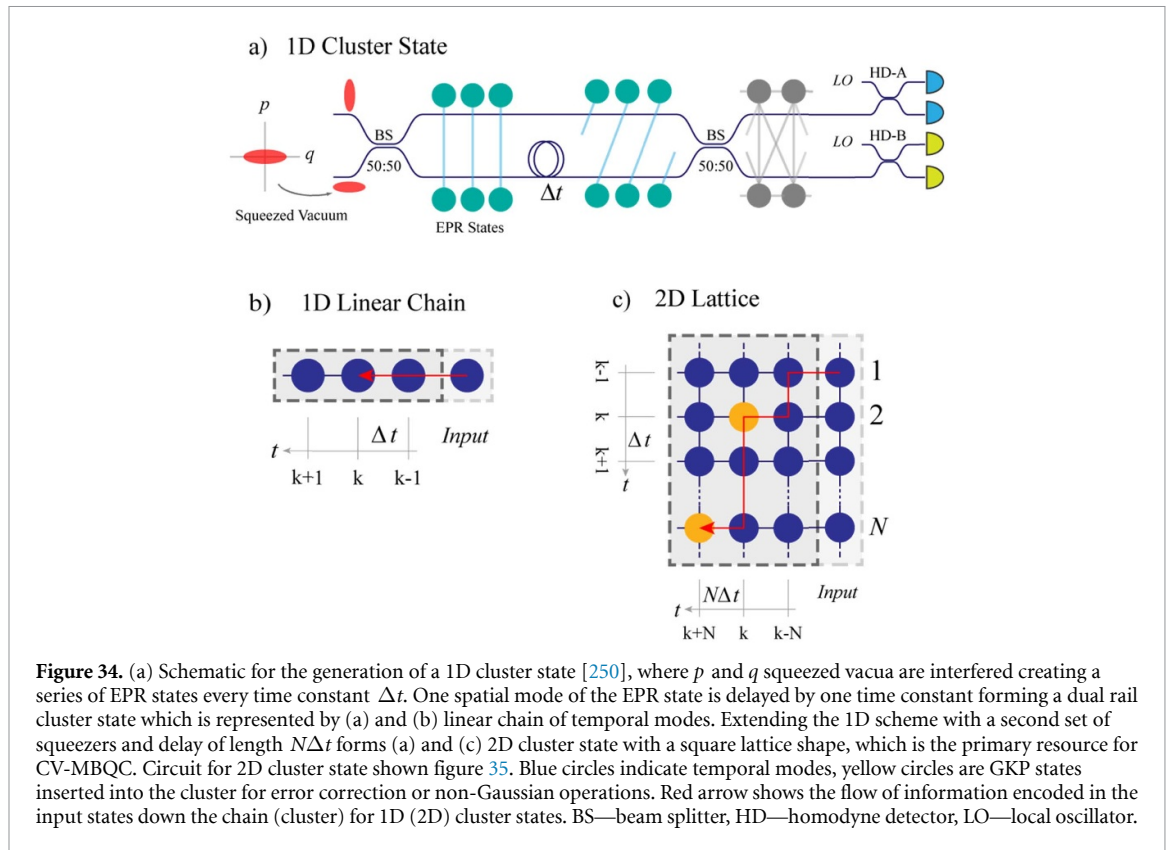 a) 1D Cluster State
p
q
Squeezed Vacuum
BS
50:50
EPR States
Δt
BS
50:50
LO HD-A
LO HD-B
b) 1D Linear Chain
Δt Input
t
k+1 k k-1
c) 2D Lattice
k-1
k
k+1
Δt
t
1
2
N
NΔt Input
t
k+N k k-N
Figure 34. (a) Schematic for the generation of a 1D cluster state [250], where p and q squeezed vacua are interfered creating a
series of EPR states every time constant Δt. One spatial mode of the EPR state is delayed by one time constant forming a dual rail
cluster state which is represented by (a) and (b) linear chain of temporal modes. Extending the 1D scheme with a second set of
squeezers and delay of length NΔt forms (a) and (c) 2D cluster state with a square lattice shape, which is the primary resource for
CV-MBQC. Circuit for 2D cluster state shown figure 35. Blue circles indicate temporal modes, yellow circles are GKP states
inserted into the cluster for error correction or non-Gaussian operations. Red arrow shows the flow of information encoded in the
input states down the chain (cluster) for 1D (2D) cluster states. BS—beam splitter, HD—homodyne detector, LO—local oscillator.